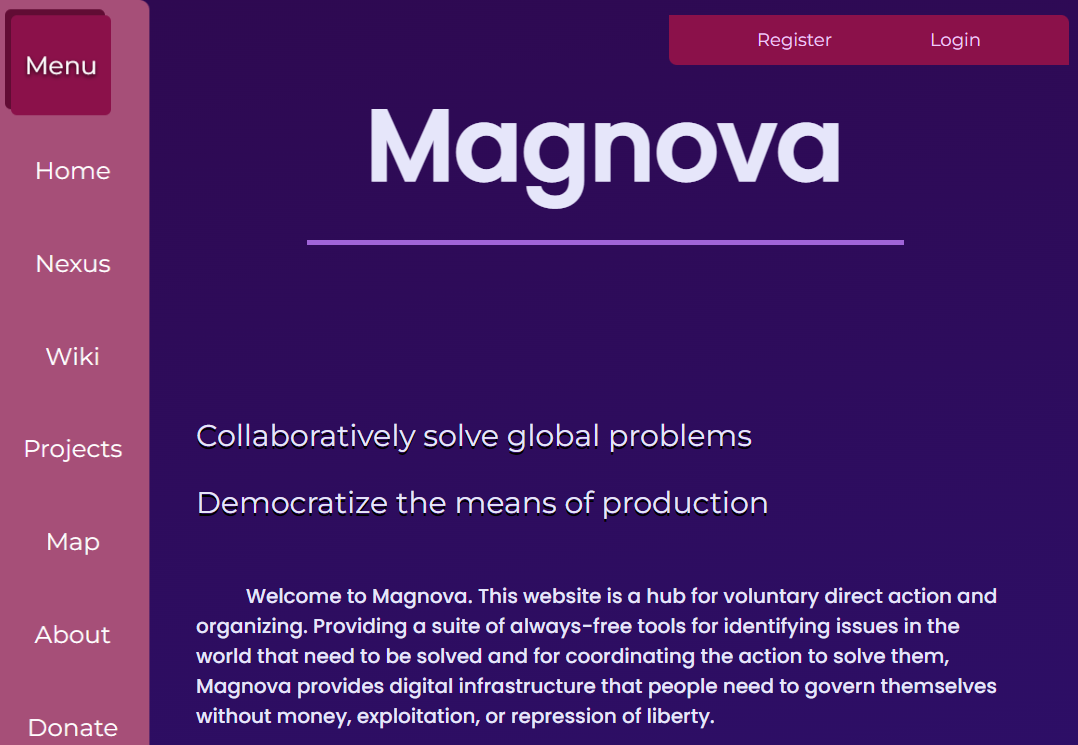 Menu
Register
Login
Magnova
Home
Nexus
Wiki
Projects
Map
About
Donate
Collaboratively solve global problems
Democratize the means of production
Welcome to Magnova. This website is a hub for voluntary direct action and
organizing. Providing a suite of always-free tools for identifying issues in the
world that need to be solved and for coordinating the action to solve them,
Magnova provides digital infrastructure that people need to govern themselves
without money, exploitation, or repression of liberty.